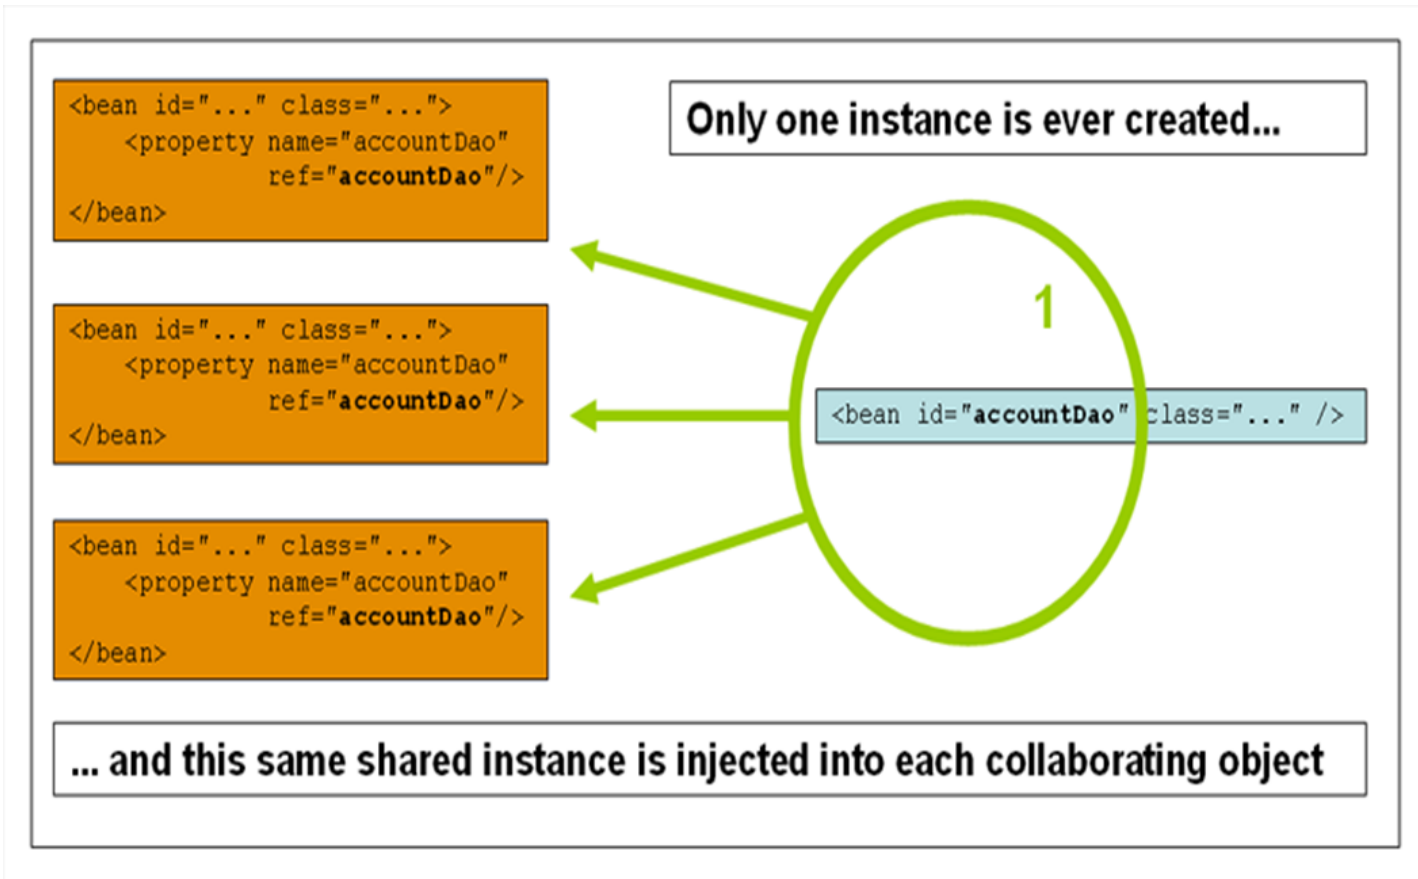 <bean id="..." class="...">
<property name="accountDao"
ref="accountDao"/>
</bean>
Only one instance is ever created...
1
<bean id="..." class="...">
<property name="accountDao"
ref="accountDao"/>
</bean>
<bean id="accountDao" class="..." />
<bean id="..." class="...">
<property name="accountDao"
ref="accountDao"/>
</bean>
... and this same shared instance is injected into each collaborating object